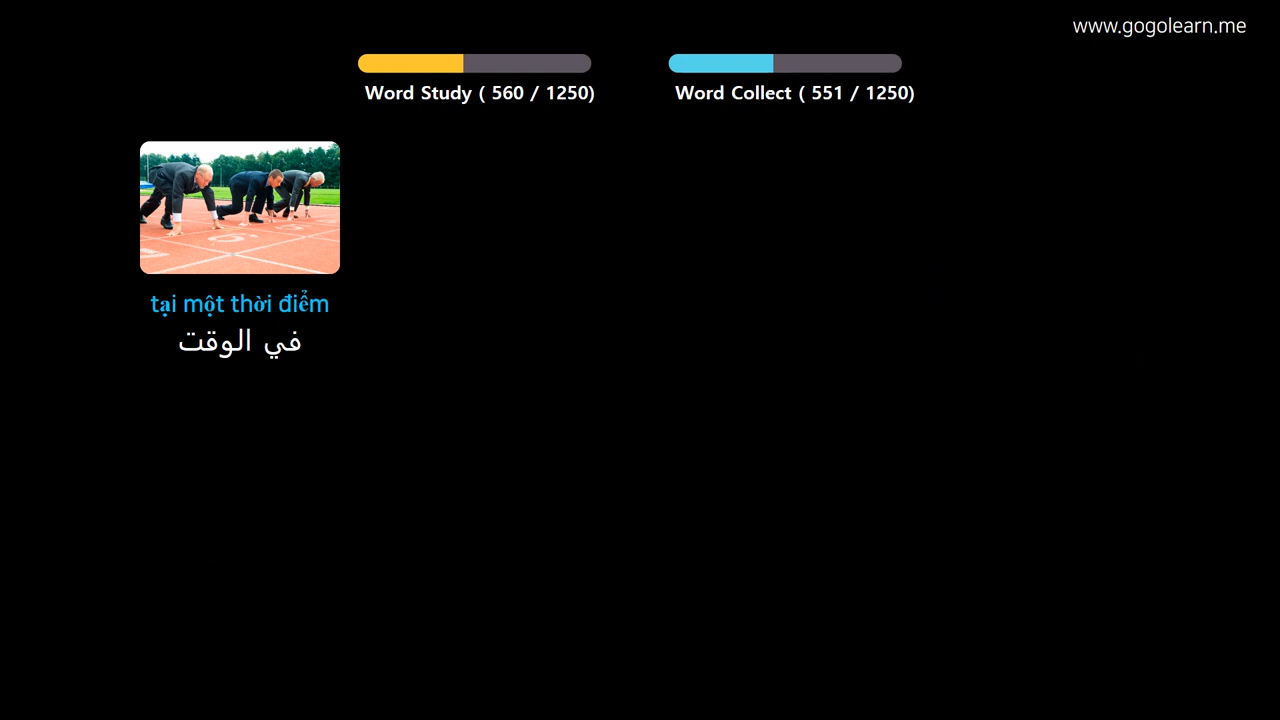 www.gogolearn.me
Word Study ( 560 / 1250)
Word Collect ( 551 / 1250)
tại một thời điểm
في الوقت